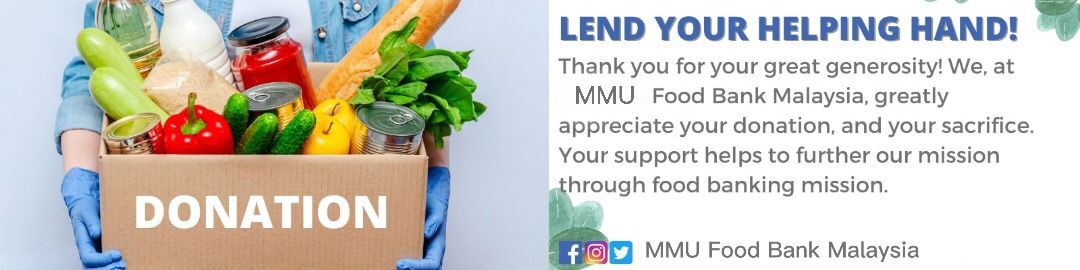 DONATION
LEND YOUR HELPING HAND!
Thank you for your great generosity! We, at
MMU Food Bank Malaysia, greatly
appreciate your donation, and your sacrifice.
Your support helps to further our mission
through food banking mission.
MMU Food Bank Malaysia